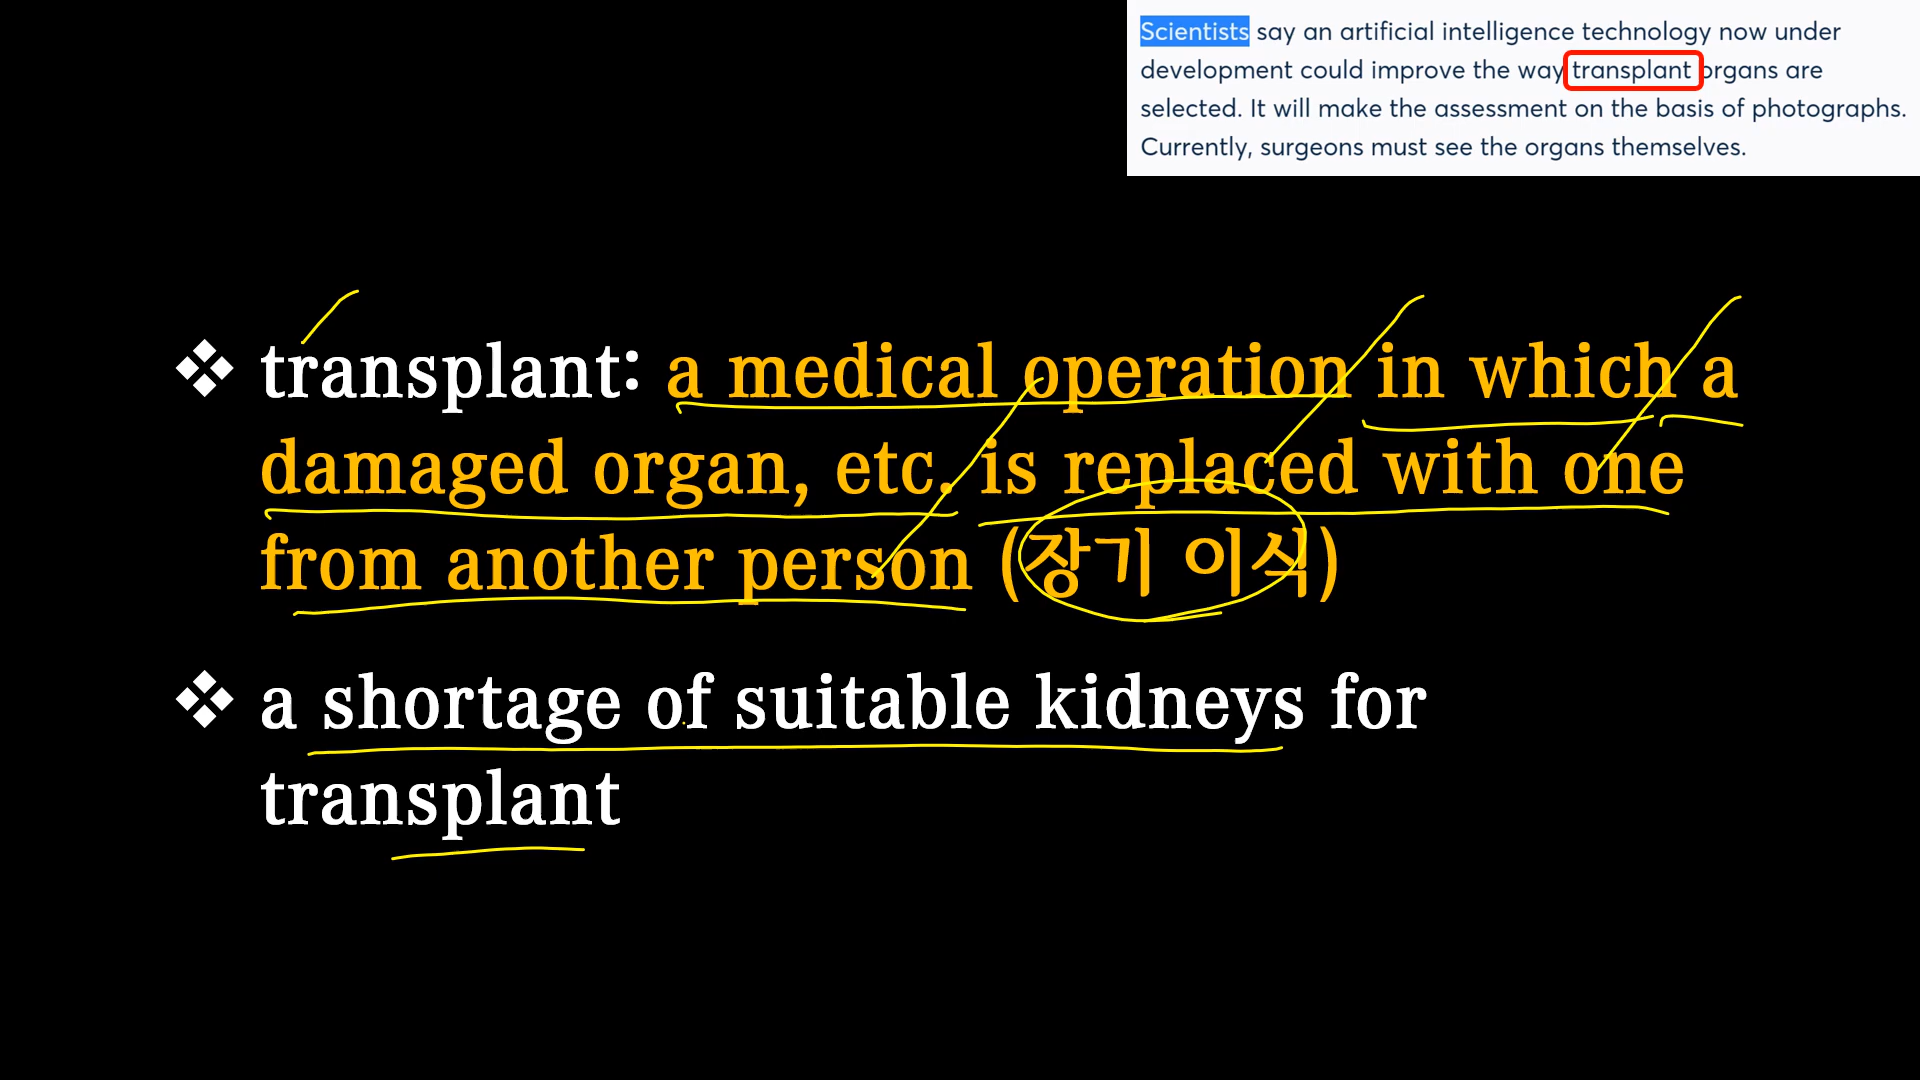 Scientists say an artificial intelligence technology now under
development could improve the way transplant organs are
selected. It will make the assessment on the basis of photographs.
Currently, surgeons must see the organs themselves.
❖ transplant: a medical operation in which a
damaged organ, etc. is replaced with one
from another person (장기 이식)
❖ a shortage of suitable kidneys for
transplant